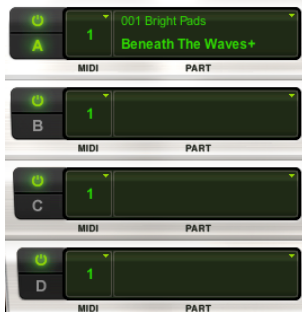 001 Bright Pads
1
A
Beneath The Waves+
MIDI PART
1
B
MIDI PART
1
C
MIDI PART
1
D
MIDI PART